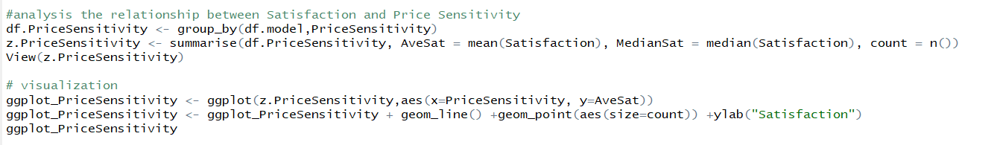 #analysis the relationship between Satisfaction and Price Sensitivity
df.PriceSensitivity <- group_by(df.model,PriceSensitivity)
z.PriceSensitivity <- summarise(df.PriceSensitivity, AveSat = mean(Satisfaction), MedianSat = median(Satisfaction), count = n())
View(z.PriceSensitivity)
# visualization
ggplot_PriceSensitivity <- ggplot(z.PriceSensitivity,aes(x=PriceSensitivity, y=AveSat))
ggplot_PriceSensitivity <- ggplot_PriceSensitivity + geom_line() +geom_point(aes(size=count)) +ylab("Satisfaction")
ggplot_PriceSensitivity